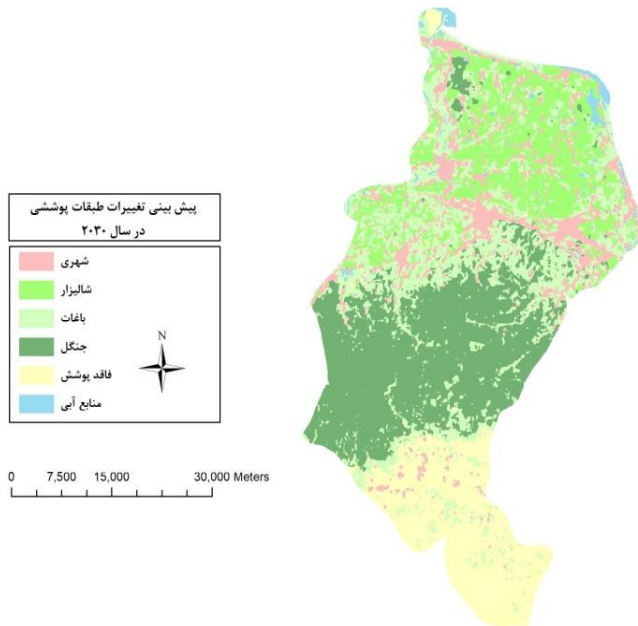 پیش بینی تغییرات طبقات پوششی
در سال ۲۰۳۰
شهری
شالیزار
باغات
جنگل
فاقد پوشش
منابع آبی
N
0 7,500 15,000 30,000 Meters